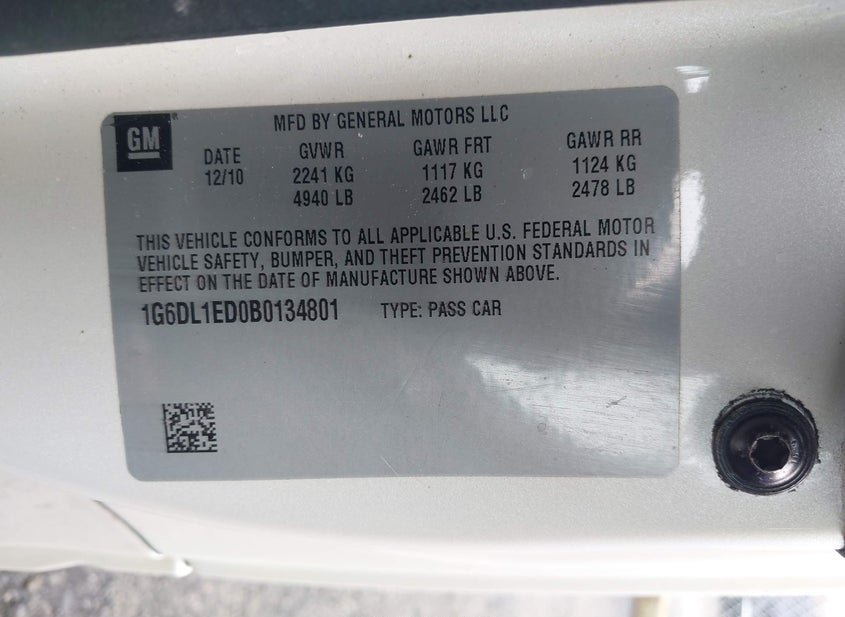 MFD BY GENERAL MOTORS LLC
GM®
DATE GVWR GAWR FRT GAWR RR
12/10 2241 KG 1117 KG 1124 KG
4940 LB 2462 LB 2478 LB
THIS VEHICLE CONFORMS TO ALL APPLICABLE U.S. FEDERAL MOTOR
VEHICLE SAFETY, BUMPER, AND THEFT PREVENTION STANDARDS IN
EFFECT ON THE DATE OF MANUFACTURE SHOWN ABOVE.
1G6DL1ED0B0134801 TYPE: PASS CAR